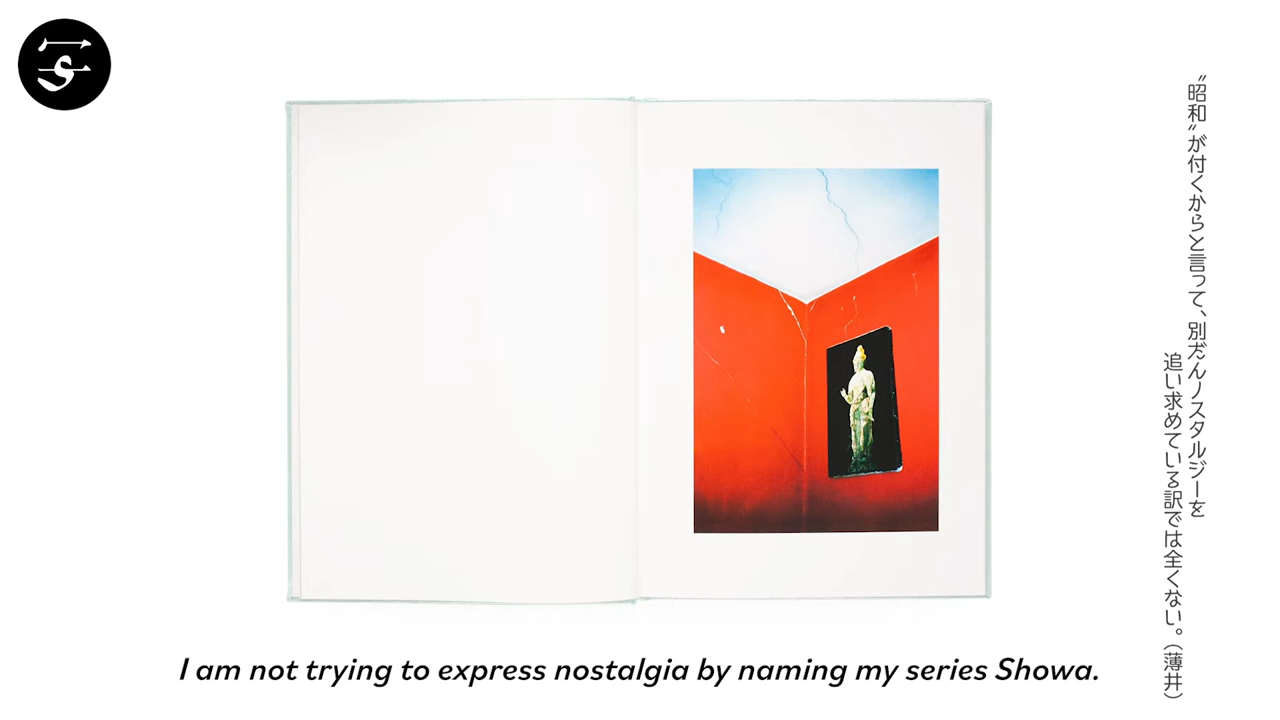 〝昭和〟が付くからと言って、別だんノスタルジーを
追い求めている訳では全くない。（薄井）
I am not trying to express nostalgia by naming my series Showa.